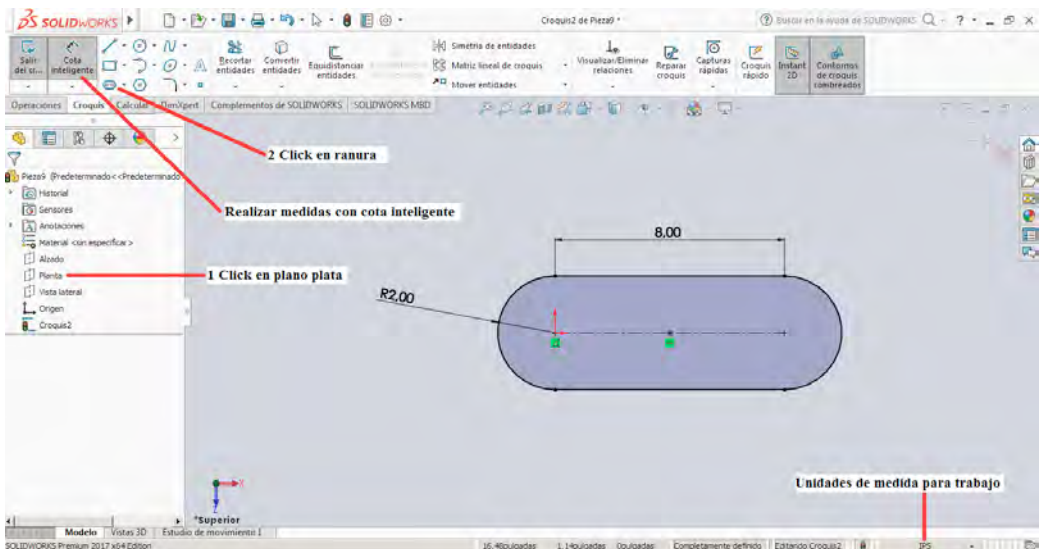 SOLIDWORKS
Croquis2 de Pieza9 *
Buscar en la ayuda de SOLIDWORKS
Salir del cr...
Cota inteligente
Recortar entidades
Convertir entidades
Equidistanciar entidades
Simetría de entidades
Matriz lineal de croquis
Mover entidades
Visualizar/Eliminar relaciones
Reparar croquis
Capturas rápidas
Croquis rápido
Instant 2D
Contornos de croquis sombreados
Operaciones
Croquis
Calcular
DimXpert
Complementos de SOLIDWORKS
SOLIDWORKS MBD
2 Click en ranura
Pieza9 (Predeterminado<<Predeterminado
Historial
Sensores
Realizar medidas con cota inteligente
Anotaciones
Material <sin especificar>
8,00
Alzado
Planta
1 Click en plano plata
Vista lateral
R2,00
Origen
Croquis2
X
Z
Unidades de medida para trabajo
*Superior
Modelo
Vistas 3D
Estudio de movimiento 1
SOLIDWORKS Premium 2017 x64 Edition
1,14pulgadas
0pulgadas
Completamente definido
Editando Croquis2
IPS